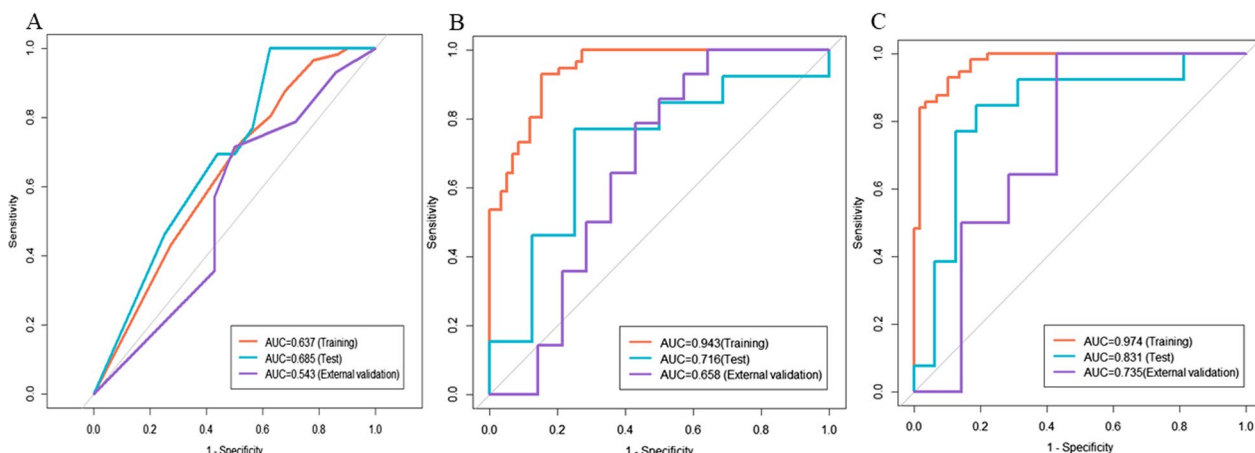 A
Sensitivity
0.0 0.2 0.4 0.6 0.8 1.0
0.0 0.2 0.4 0.6 0.8 1.0
1 - Specificity
AUC=0.637 (Training)
AUC=0.685 (Test)
AUC=0.543 (External validation)
B
Sensitivity
0.0 0.2 0.4 0.6 0.8 1.0
0.0 0.2 0.4 0.6 0.8 1.0
1 - Specificity
AUC=0.943(Training)
AUC=0.716(Test)
AUC=0.658 (External validation)
C
Sensitivity
0.0 0.2 0.4 0.6 0.8 1.0
0.0 0.2 0.4 0.6 0.8 1.0
1 - Specificity
AUC=0.974 (Training)
AUC=0.831 (Test)
AUC=0.735(External validation)